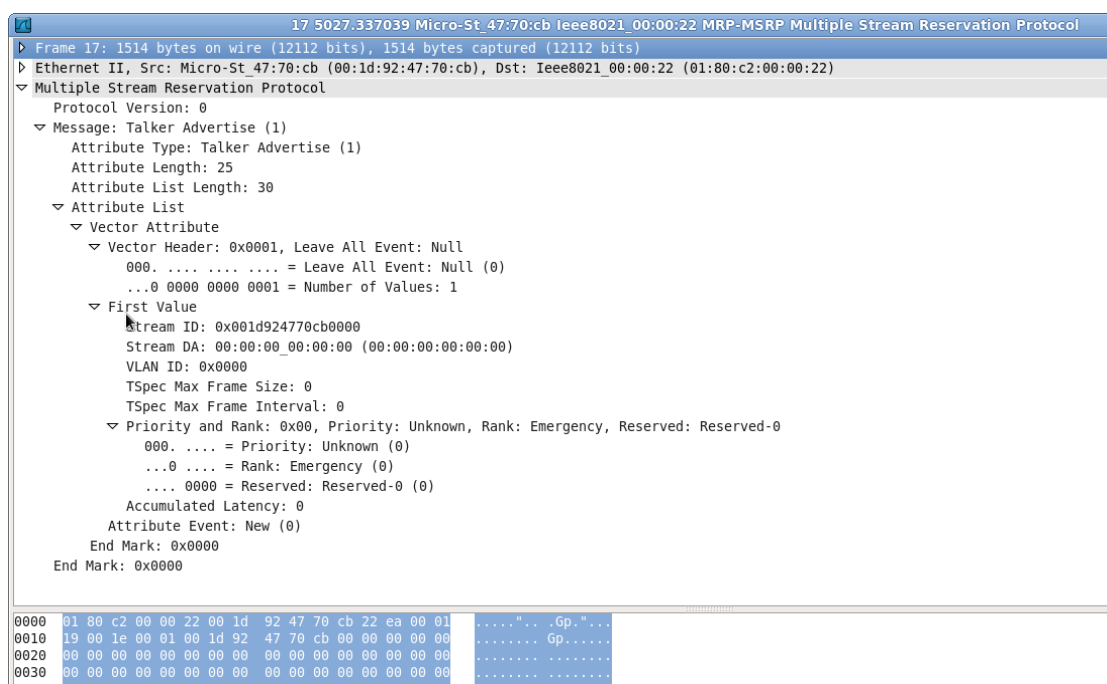 17 5027.337039 Micro-St_47:70:cb Ieee8021_00:00:22 MRP-MSRP Multiple Stream Reservation Protocol
Frame 17: 1514 bytes on wire (12112 bits), 1514 bytes captured (12112 bits)
Ethernet II, Src: Micro-St_47:70:cb (00:1d:92:47:70:cb), Dst: Ieee8021_00:00:22 (01:80:c2:00:00:22)
Multiple Stream Reservation Protocol
Protocol Version: 0
Message: Talker Advertise (1)
Attribute Type: Talker Advertise (1)
Attribute Length: 25
Attribute List Length: 30
Attribute List
Vector Attribute
Vector Header: 0x0001, Leave All Event: Null
000. .... .... .... = Leave All Event: Null (0)
...0 0000 0000 0001 = Number of Values: 1
First Value
Stream ID: 0x001d924770cb0000
Stream DA: 00:00:00_00:00:00 (00:00:00:00:00:00)
VLAN ID: 0x0000
TSpec Max Frame Size: 0
TSpec Max Frame Interval: 0
Priority and Rank: 0x00, Priority: Unknown, Rank: Emergency, Reserved: Reserved-0
000. .... = Priority: Unknown (0)
...0 .... = Rank: Emergency (0)
.... 0000 = Reserved: Reserved-0 (0)
Accumulated Latency: 0
Attribute Event: New (0)
End Mark: 0x0000
End Mark: 0x0000
0000 01 80 c2 00 00 22 00 1d 92 47 70 cb 22 ea 00 01 .....".. .Gp."...
0010 19 00 1e 00 01 00 1d 92 47 70 cb 00 00 00 00 00 ........ Gp......
0020 00 00 00 00 00 00 00 00 00 00 00 00 00 00 00 00 ........ ........
0030 00 00 00 00 00 00 00 00 00 00 00 00 00 00 00 00 ........ ........